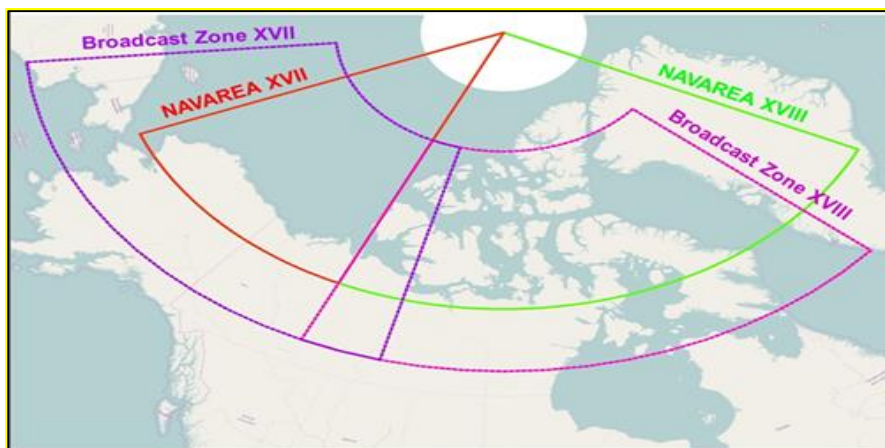 Broadcast Zone XVII
NAVAREA XVII
NAVAREA XVIII
Broadcast Zone XVIII